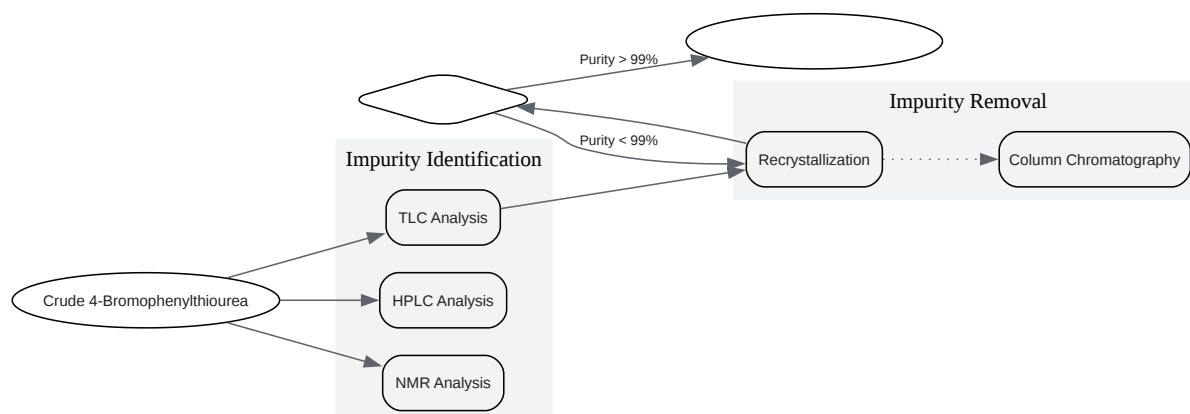 Purity > 99%
Impurity Removal
Purity < 99%
Impurity Identification
Recrystallization
Column Chromatography
TLC Analysis
Crude 4-Bromophenylthiourea
HPLC Analysis
NMR Analysis